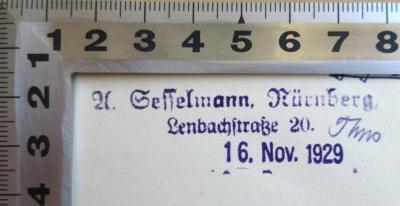 1 2 3 4 5 6 7 8
1
2
3
4
A. Sesselmann, Nürnberg,
Lenbachstraße 20.
16. Nov. 1929